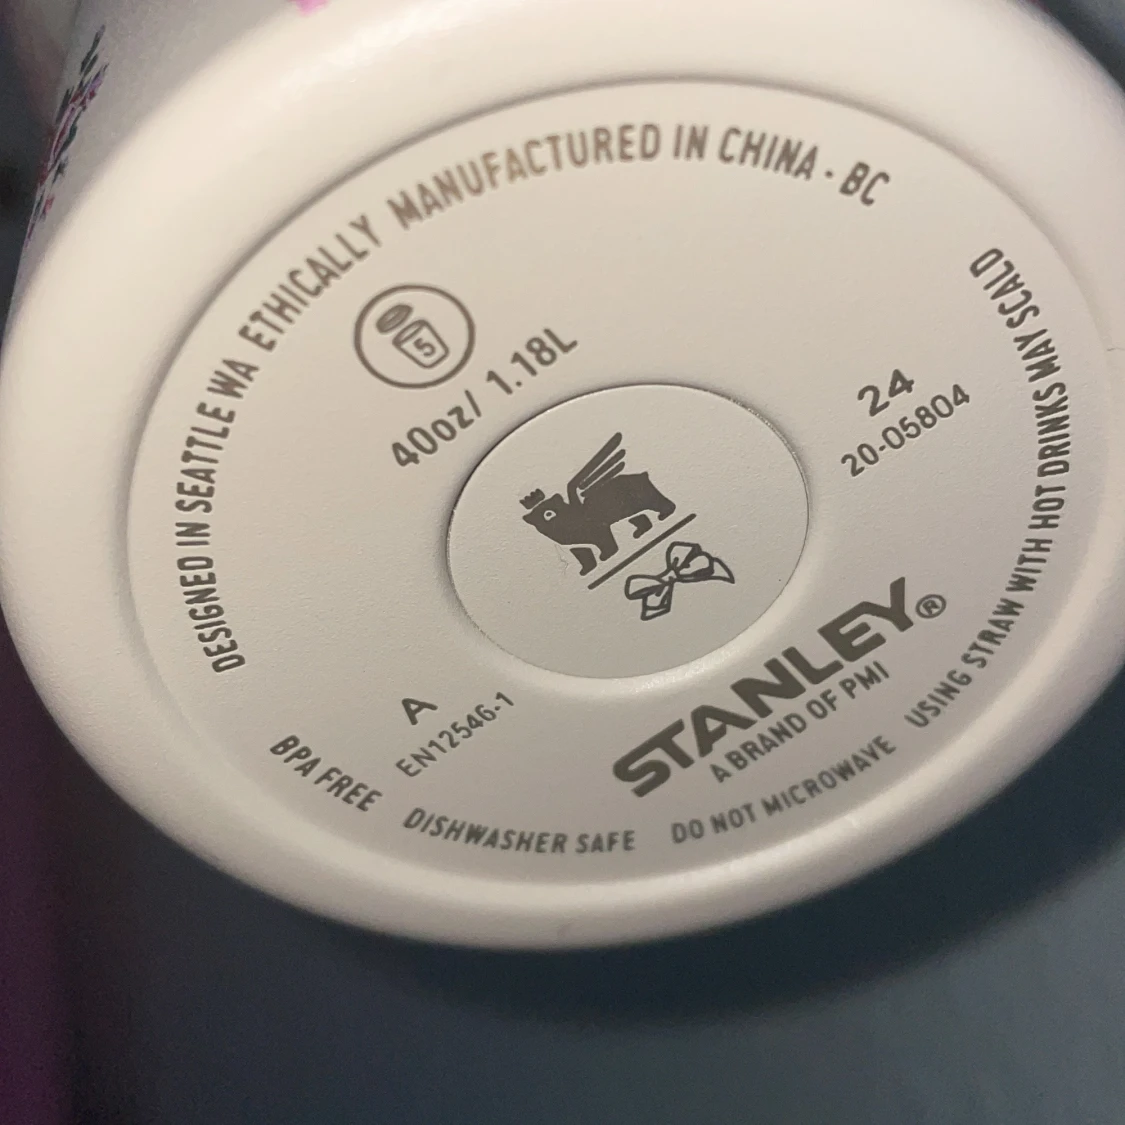 DESIGNED IN SEATTLE WA ETHICALLY MANUFACTURED IN CHINA · BC
5
40oz/ 1.18L
24
20-05804
A
EN12546-1
STANLEY®
A BRAND OF PMI
BPA FREE DISHWASHER SAFE DO NOT MICROWAVE USING STRAW WITH HOT DRINKS MAY SCALD